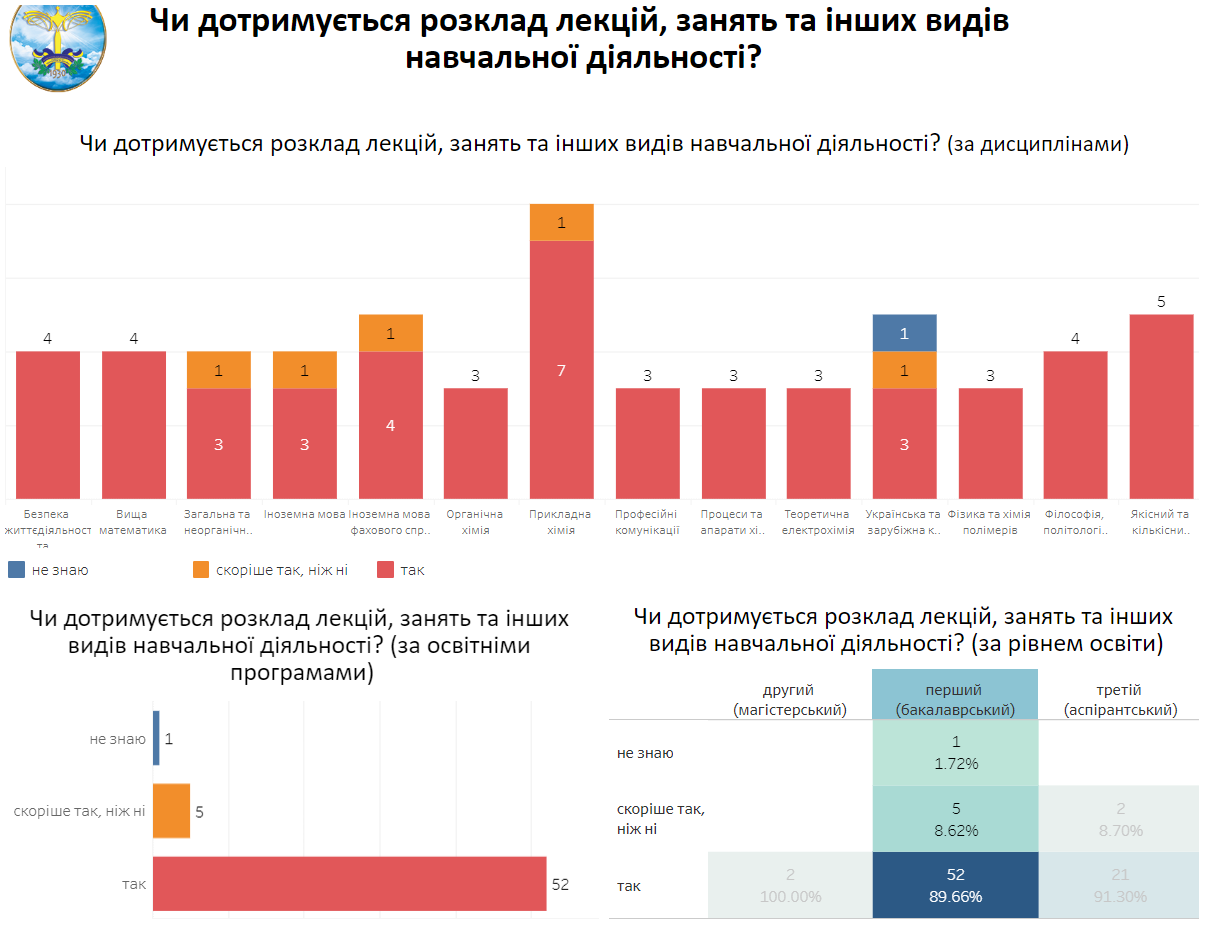 Чи дотримується розклад лекцій, занять та інших видів
навчальної діяльності?
1930
Чи дотримується розклад лекцій, занять та інших видів навчальної діяльності? (за дисциплінами)
4
4
1
3
1
3
1
4
3
1
7
3
3
3
1
1
3
3
4
5
Безпека
життєдіяльност
та
Вища
математика
Загальна та
неорганічн..
Іноземна мова
Іноземна мова
фахового спр..
Органічна
хімія
Прикладна
хімія
Професійні
комунікації
Процеси та
апарати хі..
Теоретична
електрохімія
Українська та
зарубіжна к..
Фізика та хімія
полімерів
Філософія,
політологі..
Якісний та
кількісни..
не знаю
скоріше так, ніж ні
так
Чи дотримується розклад лекцій, занять та інших
видів навчальної діяльності? (за освітніми
програмами)
не знаю
1
скоріше так, ніж ні
5
так
52
Чи дотримується розклад лекцій, занять та інших
видів навчальної діяльності? (за рівнем освіти)
другий
(магістерський)
перший
(бакалаврський)
третій
(аспірантський)
не знаю
1
1.72%
скоріше так,
ніж ні
5
8.62%
2
8.70%
так
2
100.00%
52
89.66%
21
91.30%